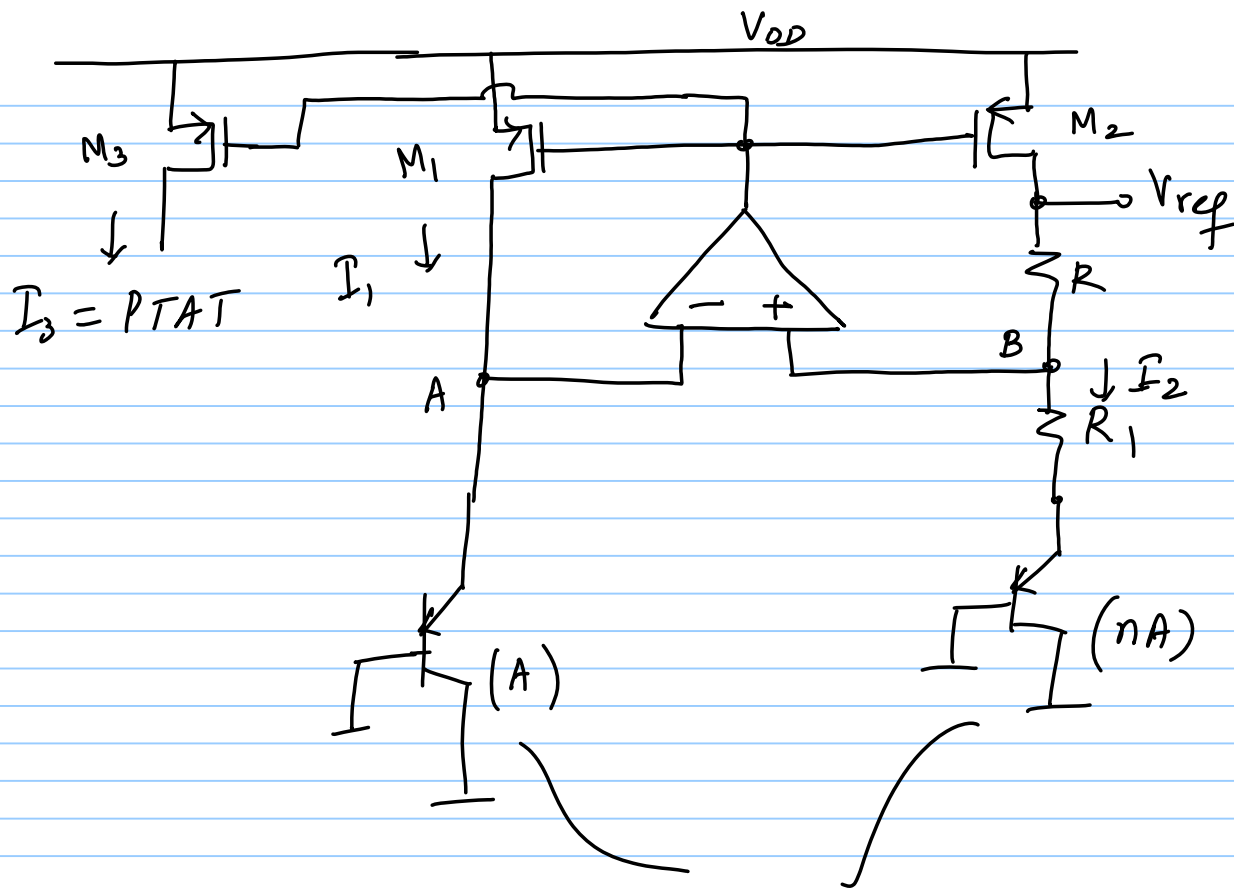 VDD
M3
M1
M2
Vref
I3 = PTAT
I1
R
- +
B
I2
A
R1
(A)
(nA)